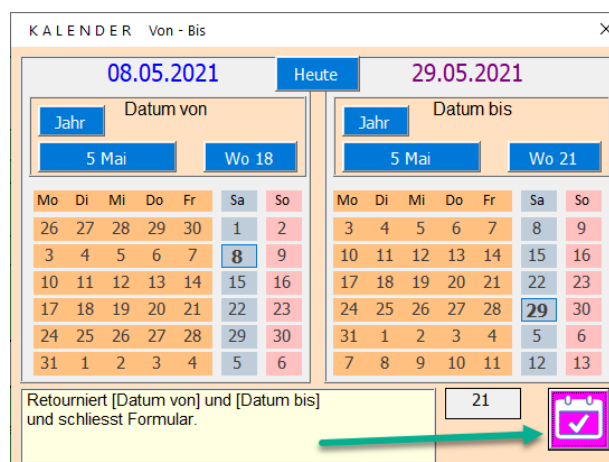 KALENDER Von - Bis
08.05.2021 Heute 29.05.2021
Datum von
Jahr
5 Mai Wo 18
Mo Di Mi Do Fr Sa So
26 27 28 29 30 1 2
3 4 5 6 7 8 9
10 11 12 13 14 15 16
17 18 19 20 21 22 23
24 25 26 27 28 29 30
31 1 2 3 4 5 6
Datum bis
Jahr
5 Mai Wo 21
Mo Di Mi Do Fr Sa So
3 4 5 6 7 8 9
10 11 12 13 14 15 16
17 18 19 20 21 22 23
24 25 26 27 28 29 30
31 1 2 3 4 5 6
7 8 9 10 11 12 13
Retourniert [Datum von] und [Datum bis]
und schliesst Formular.
21